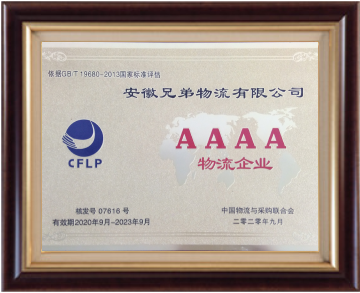 依据GB/T19680-2013国家标准评估
安徽兄弟物流有限公司
AAAA
CFLP
物流企业
核发号 07616 号
中国物流与采购联合会
有效期2020年9月-2023年9月
二零二零年九月